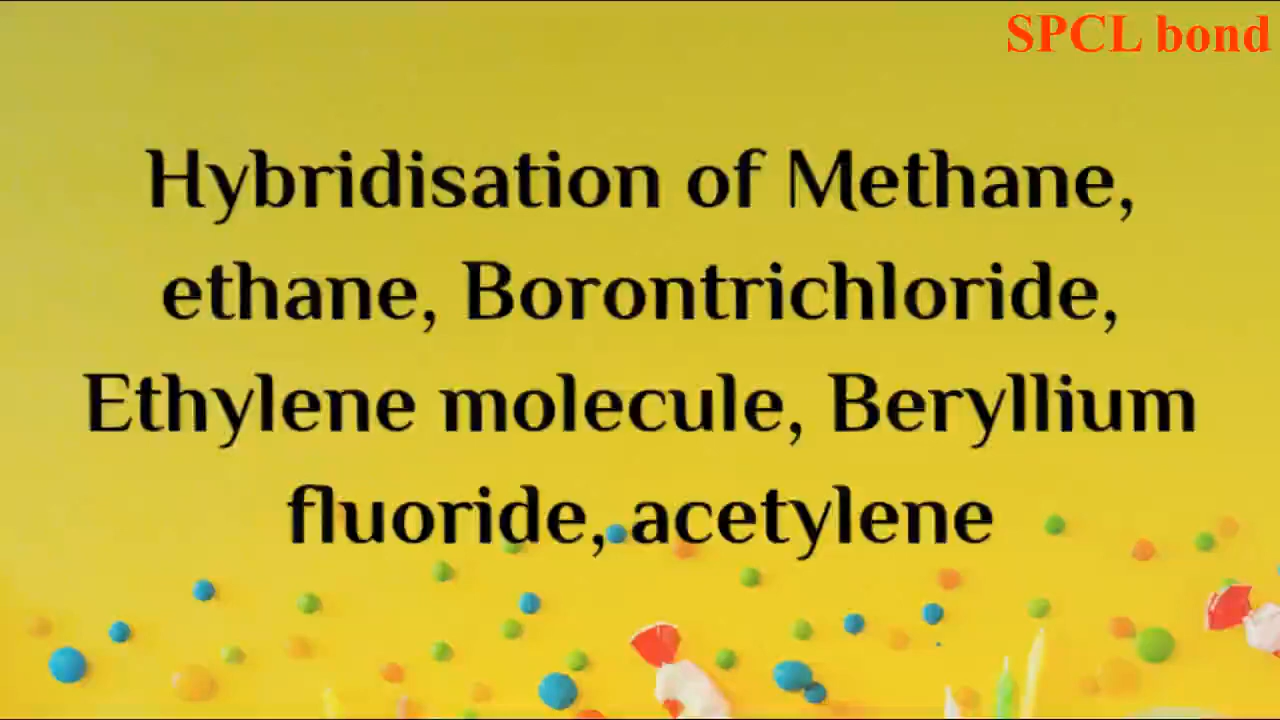 SPCL bond
Hybridisation of Methane,
ethane, Borontrichloride,
Ethylene molecule, Beryllium
fluoride, acetylene